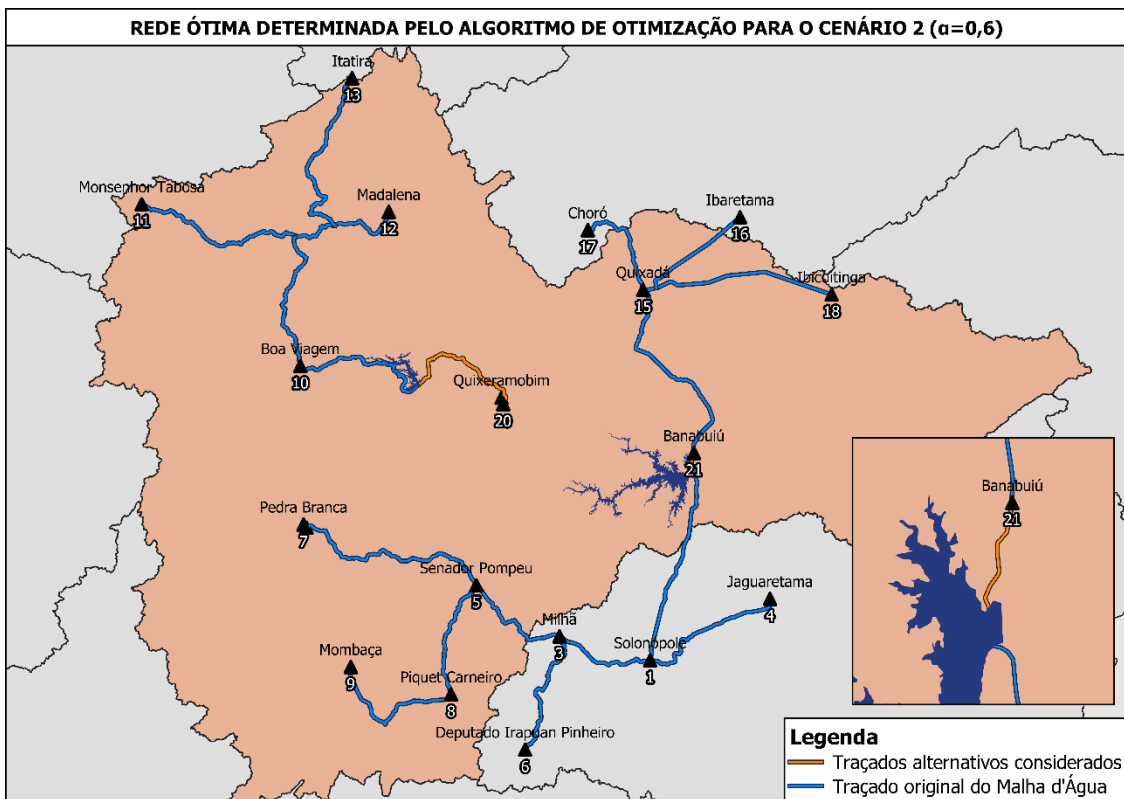 REDE ÓTIMA DETERMINADA PELO ALGORITMO DE OTIMIZAÇÃO PARA O CENÁRIO 2 (α=0,6)
Itatira
13
Monsenhor Tabosa
11
Madalena
12
Ibaretama
16
Choró
17
Quixadá
15
Ibicuitinga
18
Boa Viagem
10
Quixeramobim
20
Banabuiú
21
Banabuiú
21
Pedra Branca
7
Senador Pompeu
5
Jaguaretama
4
Milhã
3
Solonópole
1
Mombaça
9
Piquet Carneiro
8
Deputado Irapuan Pinheiro
6
Legenda
Traçados alternativos considerados
Traçado original do Malha d'Água